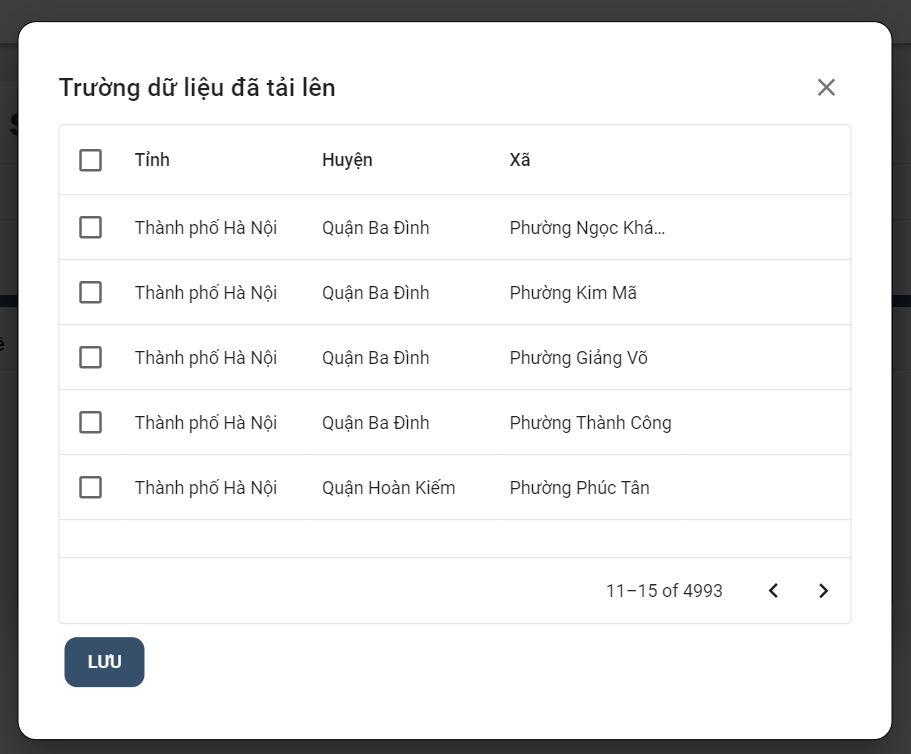 Trường dữ liệu đã tải lên
Tỉnh Huyện Xã
Thành phố Hà Nội Quận Ba Đình Phường Ngọc Khá...
Thành phố Hà Nội Quận Ba Đình Phường Kim Mã
Thành phố Hà Nội Quận Ba Đình Phường Giảng Võ
Thành phố Hà Nội Quận Ba Đình Phường Thành Công
Thành phố Hà Nội Quận Hoàn Kiếm Phường Phúc Tân
11–15 of 4993
LƯU